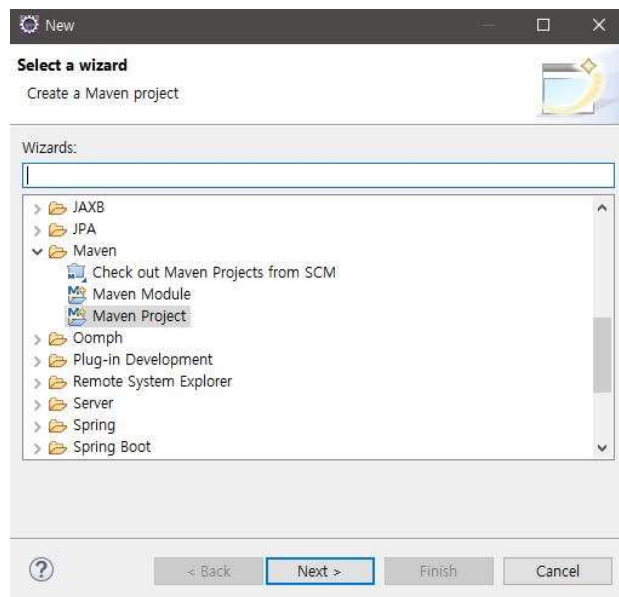 New
Select a wizard
Create a Maven project
Wizards:
JAXB
JPA
Maven
Check out Maven Projects from SCM
Maven Module
Maven Project
Oomph
Plug-in Development
Remote System Explorer
Server
Spring
Spring Boot
?
< Back Next > Finish Cancel